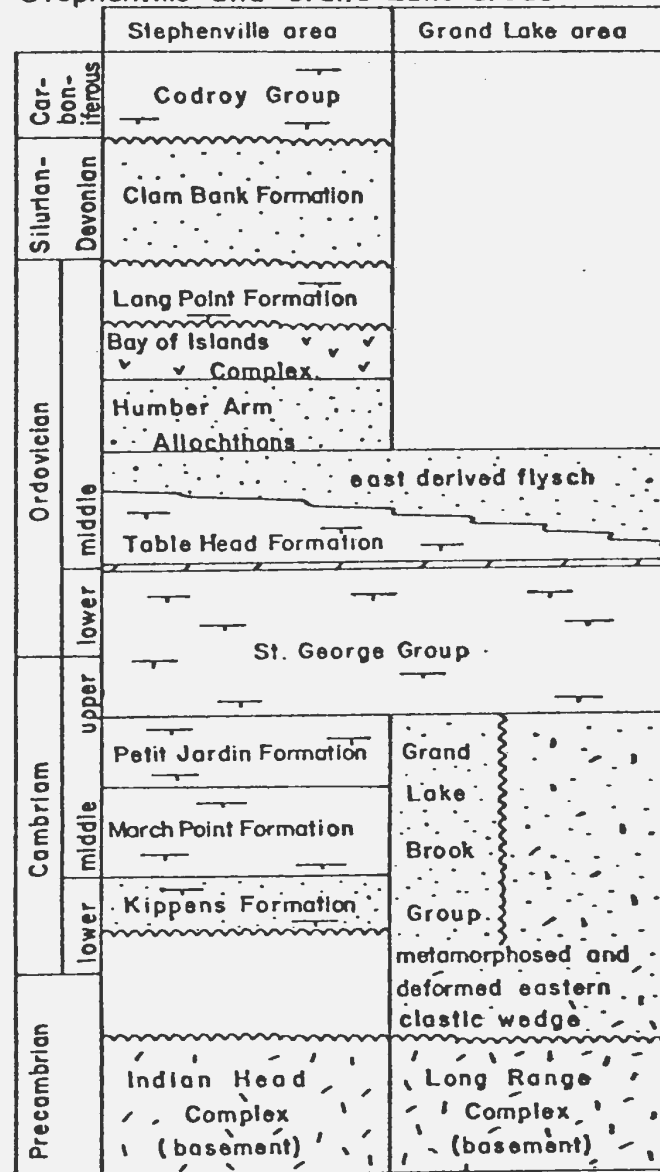 Stephenville and
Stephenville area
Grand Lake area
Car-
bon-
iferous
Codroy Group
Silurian-
Devonian
Clam Bank Formation
Ordovician
Lang Point Formation
Bay of Islands
Complex
Humber Arm
Allochthons
middle
east derived flysch
Table Head Formation
lower
St. George Group
Cambrian
upper
Petit Jardin Formation
middle
March Point Formation
lower
Kippens Formation
Grand
Lake
Brook
Group
metamorphosed and
deformed eastern
clastic wedge
Precambrian
Indian Head
Complex
(basement)
Long Range
Complex
(basement)